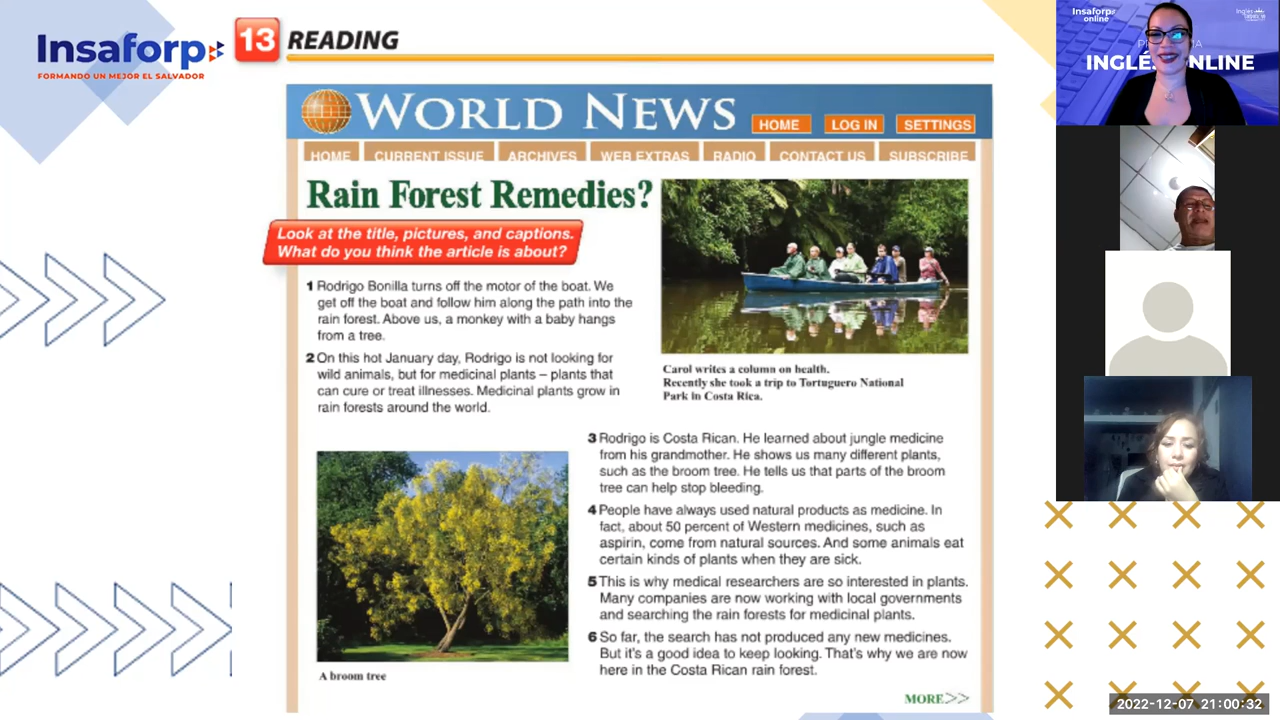 Insaforp
FORMANDO UN MEJOR EL SALVADOR
13 READING
WORLD NEWS
HOME LOG IN SETTINGS
HOME CURRENT ISSUE ARCHIVES WEB EXTRAS RADIO CONTACT US SUBSCRIBE
Rain Forest Remedies?
Look at the title, pictures, and captions.
What do you think the article is about?
1 Rodrigo Bonilla turns off the motor of the boat. We
get off the boat and follow him along the path into the
rain forest. Above us, a monkey with a baby hangs
from a tree.
2 On this hot January day, Rodrigo is not looking for
wild animals, but for medicinal plants – plants that
can cure or treat illnesses. Medicinal plants grow in
rain forests around the world.
Carol writes a column on health.
Recently she took a trip to Tortuguero National
Park in Costa Rica.
3 Rodrigo is Costa Rican. He learned about jungle medicine
from his grandmother. He shows us many different plants,
such as the broom tree. He tells us that parts of the broom
tree can help stop bleeding.
4 People have always used natural products as medicine. In
fact, about 50 percent of Western medicines, such as
aspirin, come from natural sources. And some animals eat
certain kinds of plants when they are sick.
5 This is why medical researchers are so interested in plants.
Many companies are now working with local governments
and searching the rain forests for medicinal plants.
6 So far, the search has not produced any new medicines.
But it's a good idea to keep looking. That's why we are now
here in the Costa Rican rain forest.
A broom tree
MORE>>
Insaforp
online
INGLÉS ONLINE
2022-12-07 21:00:32